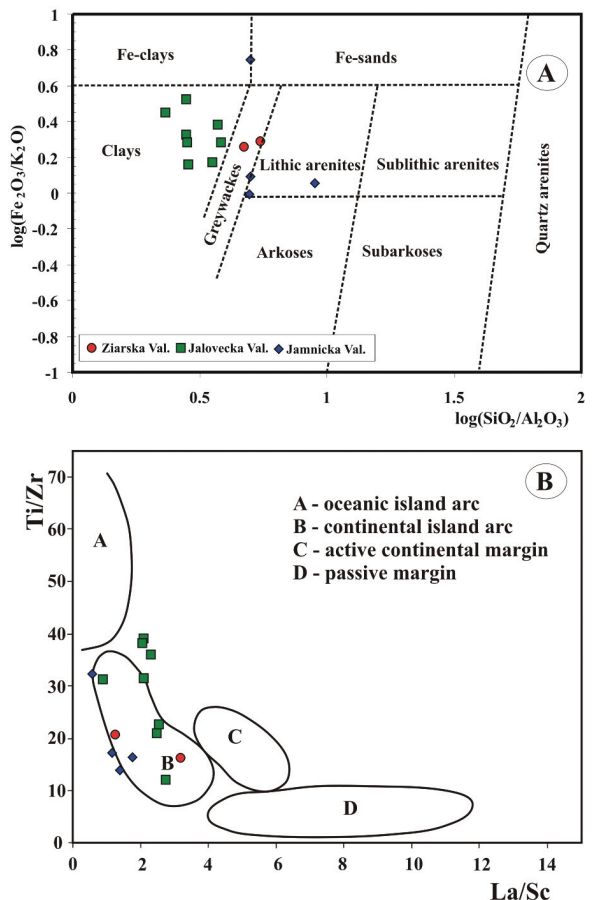 1
0.8
0.6
0.4
0.2
0
-0.2
-0.4
-0.6
-0.8
-1
log(Fe2O3/K2O)
Fe-clays
Fe-sands
A
Clays
Greywackes
Lithic arenites
Sublithic arenites
Quartz arenites
Arkoses
Subarkoses
Ziarska Val.
Jalovecka Val.
Jamnicka Val.
0
0.5
1
1.5
2
log(SiO2/Al2O3)
Ti/Zr
70
60
50
40
30
20
10
0
B
A - oceanic island arc
B - continental island arc
C - active continental margin
D - passive margin
A
B
C
D
0
2
4
6
8
10
12
14
La/Sc